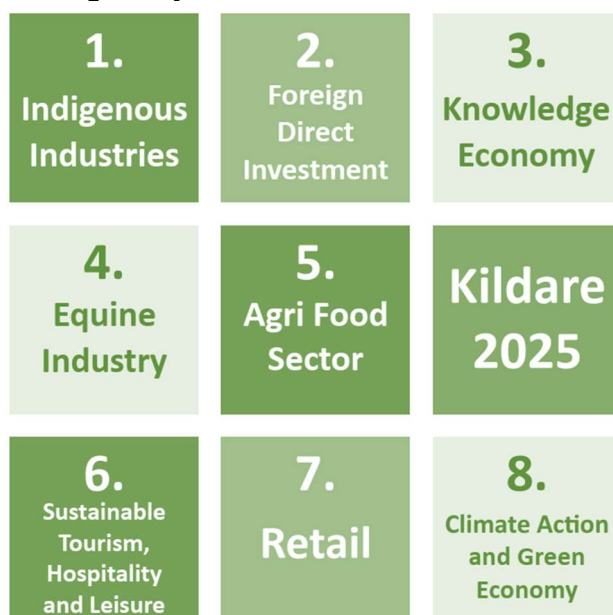 1.
Indigenous
Industries
2.
Foreign
Direct
Investment
3.
Knowledge
Economy
4.
Equine
Industry
5.
Agri Food
Sector
Kildare
2025
6.
Sustainable
Tourism,
Hospitality
and Leisure
7.
Retail
8.
Climate Action
and Green
Economy